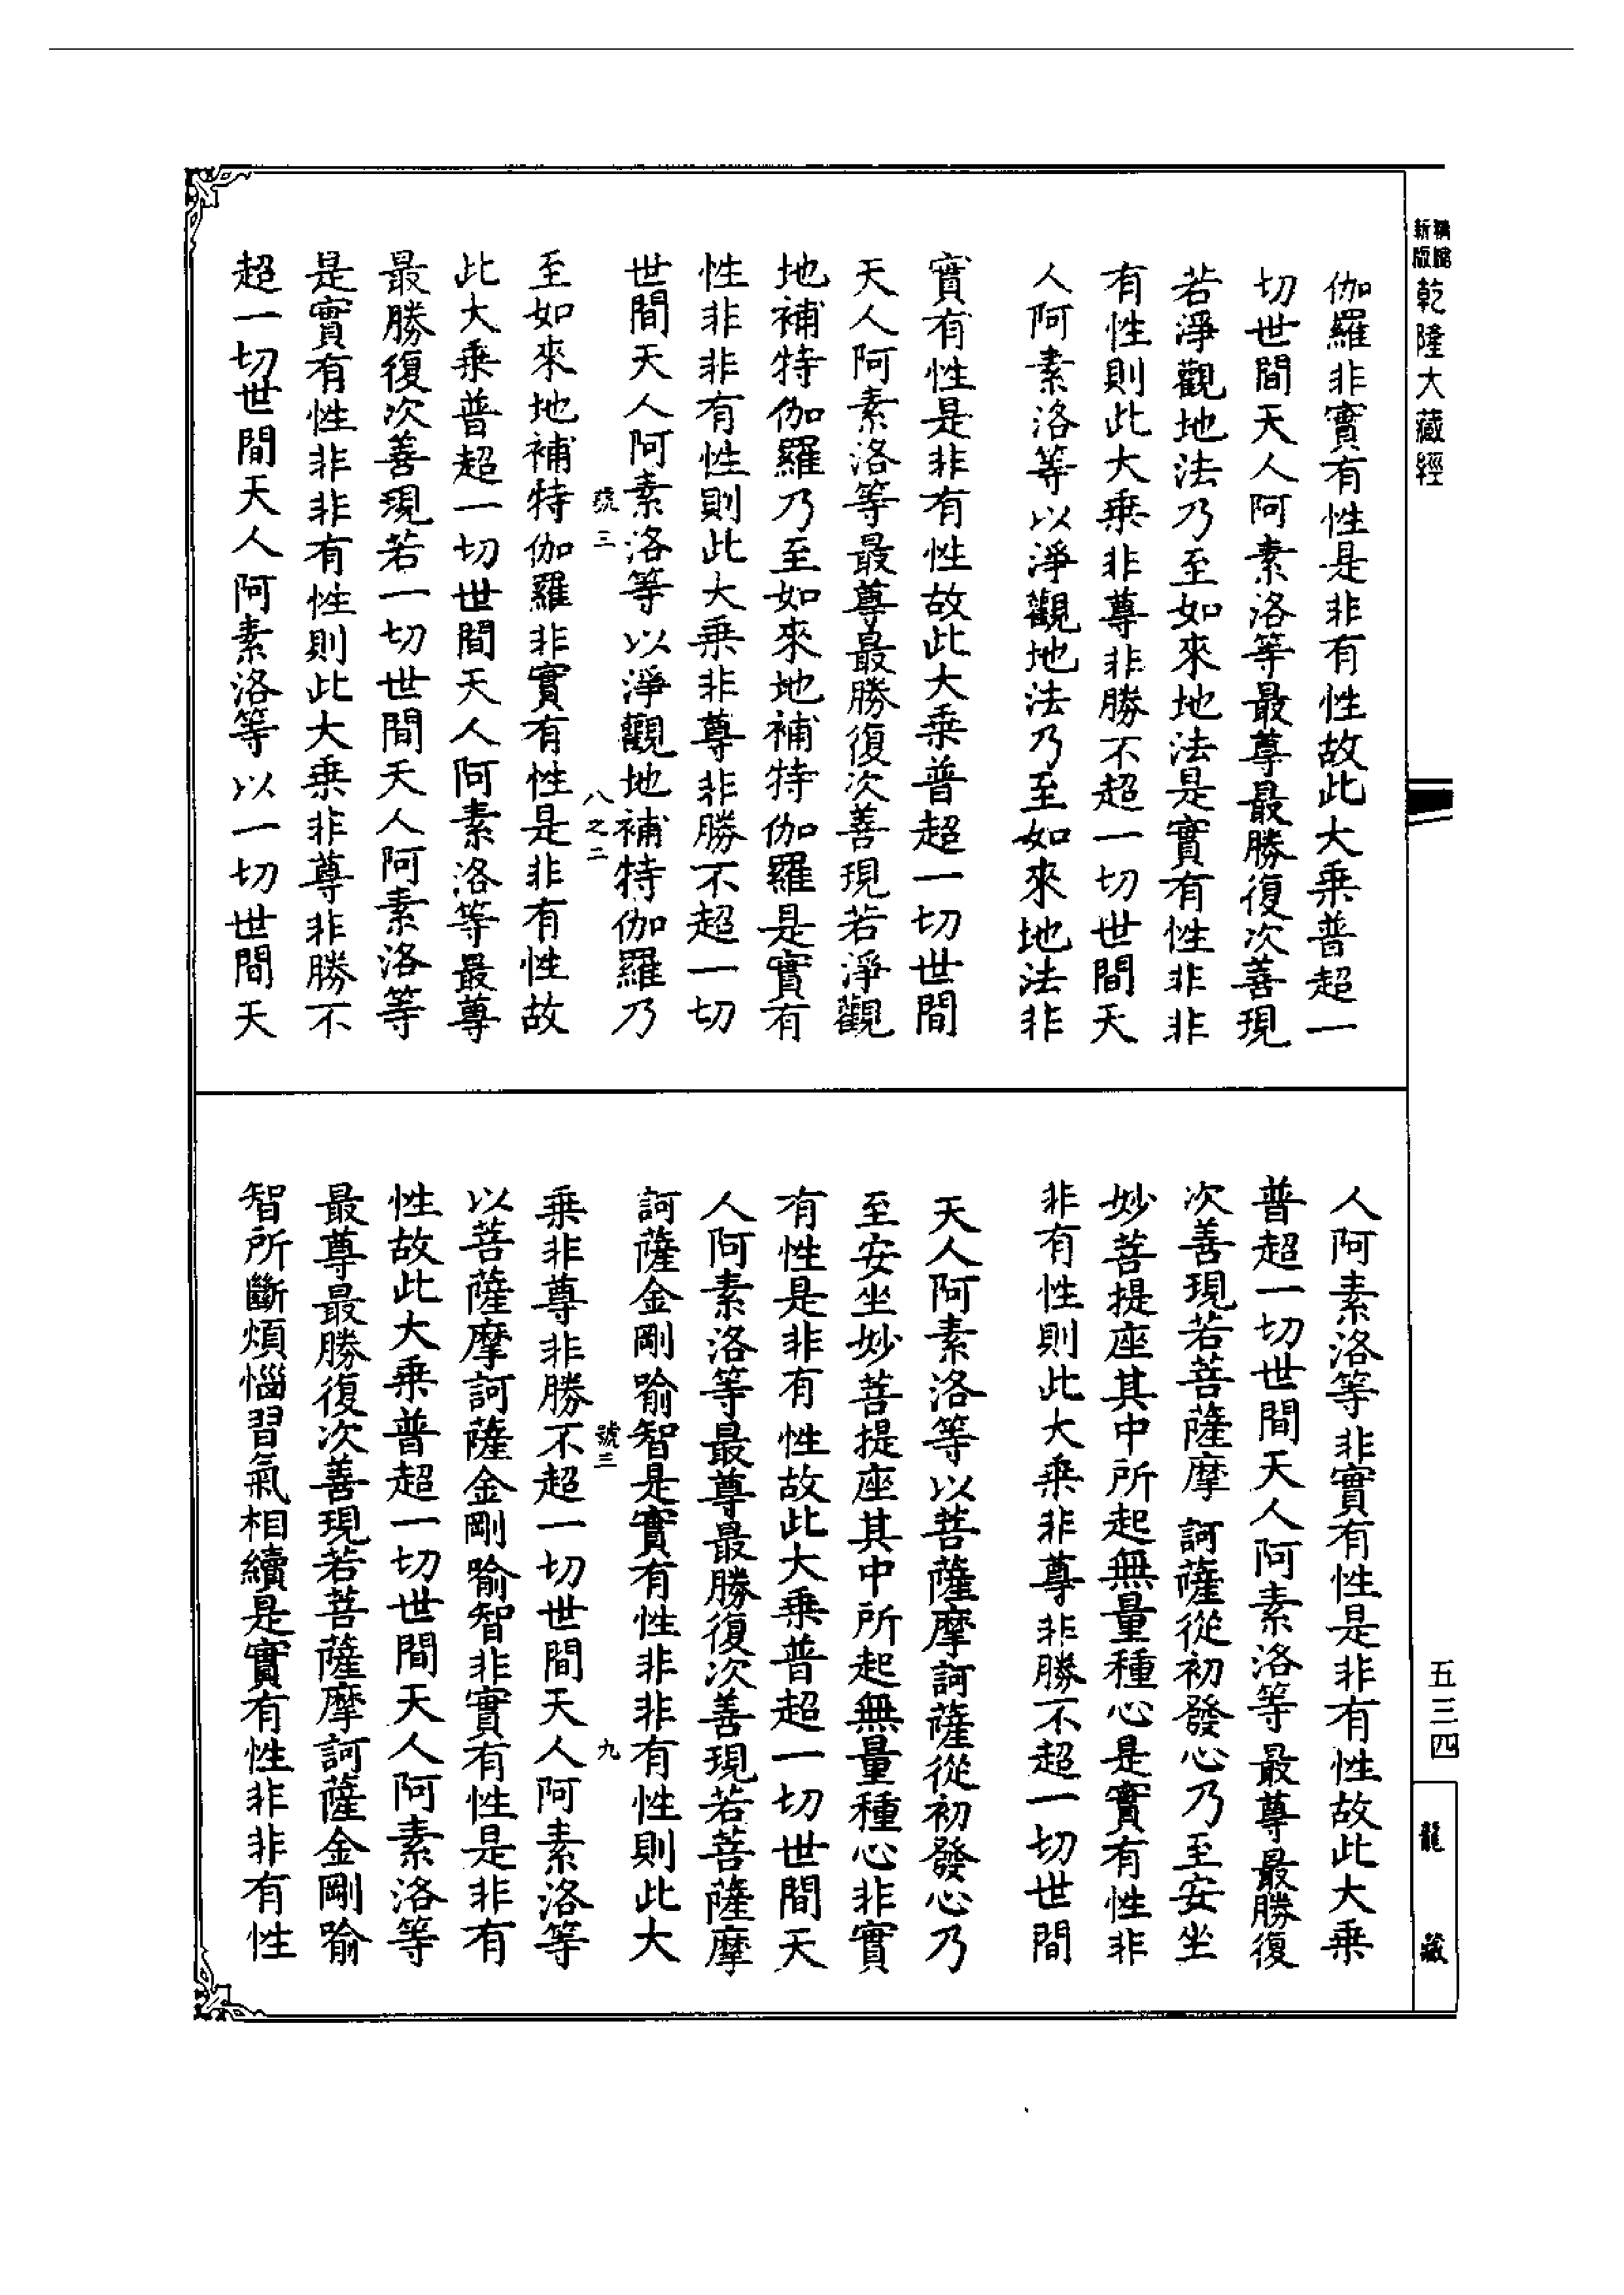 新版
精縮
乾隆大藏經
伽羅非實有性是非有性故此大乘普超一
切世間天人阿素洛等最尊最勝復次善現
若淨觀地法乃至如來地法是實有性非非
有性則此大乘非尊非勝不超一切世間天
人阿素洛等以淨觀地法乃至如來地法非
實有性是非有性故此大乘普超一切世間
天人阿素洛等最尊最勝復次善現若淨觀
地補特伽羅乃至如來地補特伽羅是實有
性非非有性則此大乘非尊非勝不超一切
世間天人阿素洛等以淨觀地補特伽羅乃
號三
八之二
至如來地補特伽羅非實有性是非有性故
此大乘普超一切世間天人阿素洛等最尊
最勝復次善現若一切世間天人阿素洛等
是實有性非非有性則此大乘非尊非勝不
超一切世間天人阿素洛等以一切世間天
人阿素洛等非實有性是非有性故此大乘
普超一切世間天人阿素洛等最尊最勝復
次善現若菩薩摩訶薩從初發心乃至安坐
妙菩提座其中所起無量種心是實有性非
非有性則此大乘非尊非勝不超一切世間
天人阿素洛等以菩薩摩訶薩從初發心乃
至安坐妙菩提座其中所起無量種心非實
有性是非有性故此大乘普超一切世間天
人阿素洛等最尊最勝復次善現若菩薩摩
訶薩金剛喻智是實有性非非有性則此大
號三
九
乘非尊非勝不超一切世間天人阿素洛等
以菩薩摩訶薩金剛喻智非實有性是非有
性故此大乘普超一切世間天人阿素洛等
最尊最勝復次善現若菩薩摩訶薩金剛喻
智所斷煩惱習氣相續是實有性非非有性
五三四
龍藏